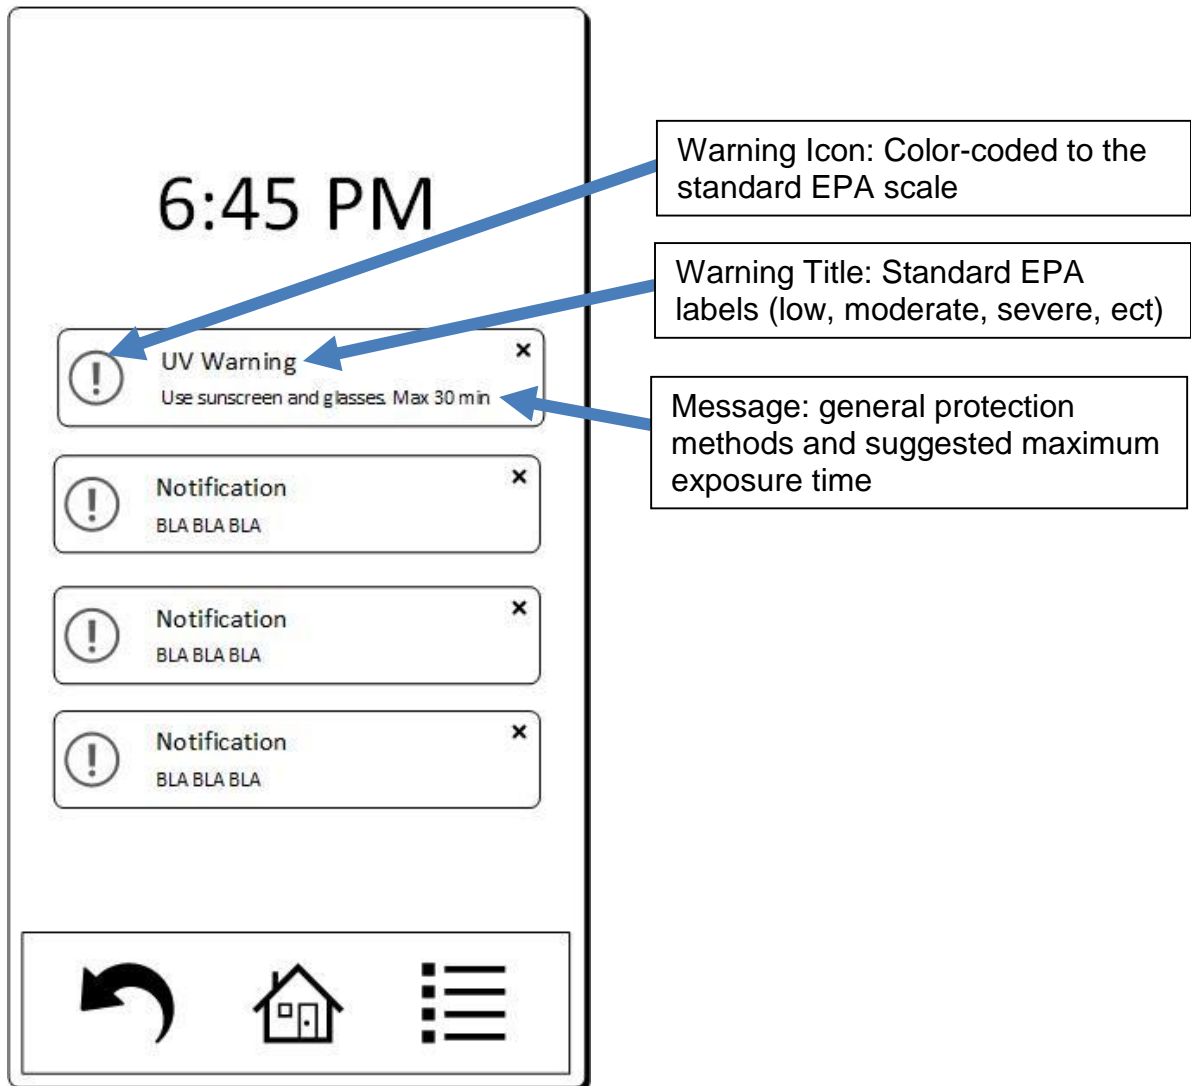 6:45 PM
Warning Icon: Color-coded to the
standard EPA scale
Warning Title: Standard EPA
labels (low, moderate, severe, ect)
UV Warning
×
Use sunscreen and glasses. Max 30 min
Message: general protection
methods and suggested maximum
exposure time
Notification
×
BLA BLA BLA
Notification
×
BLA BLA BLA
Notification
×
BLA BLA BLA